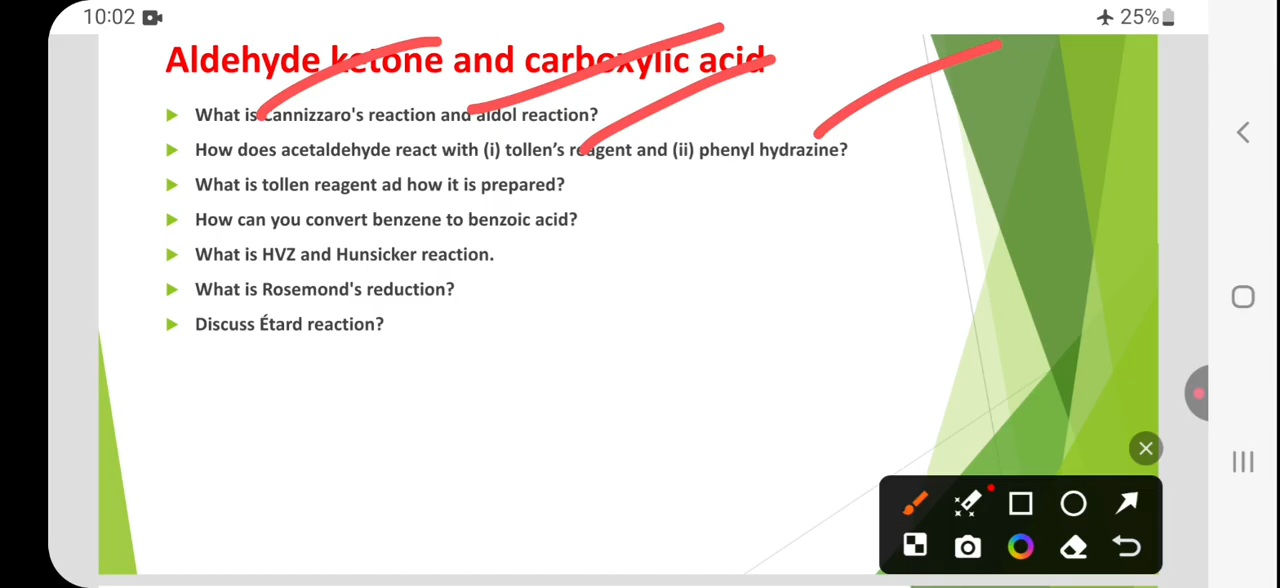 10:02
25%
Aldehyde ketone and carboxylic acid
What is Cannizzaro's reaction and aldol reaction?
How does acetaldehyde react with (i) tollen’s reagent and (ii) phenyl hydrazine?
What is tollen reagent ad how it is prepared?
How can you convert benzene to benzoic acid?
What is HVZ and Hunsicker reaction.
What is Rosemond's reduction?
Discuss Étard reaction?